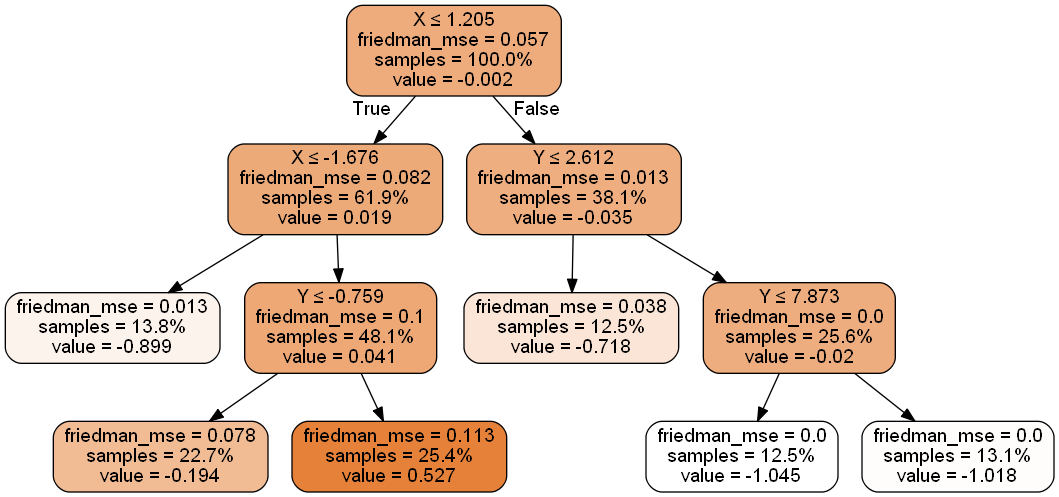 X ≤ 1.205
friedman_mse = 0.057
samples = 100.0%
value = -0.002
True
False
X ≤ -1.676
friedman_mse = 0.082
samples = 61.9%
value = 0.019
Y ≤ 2.612
friedman_mse = 0.013
samples = 38.1%
value = -0.035
friedman_mse = 0.013
samples = 13.8%
value = -0.899
Y ≤ -0.759
friedman_mse = 0.1
samples = 48.1%
value = 0.041
friedman_mse = 0.038
samples = 12.5%
value = -0.718
Y ≤ 7.873
friedman_mse = 0.0
samples = 25.6%
value = -0.02
friedman_mse = 0.078
samples = 22.7%
value = -0.194
friedman_mse = 0.113
samples = 25.4%
value = 0.527
friedman_mse = 0.0
samples = 12.5%
value = -1.045
friedman_mse = 0.0
samples = 13.1%
value = -1.018